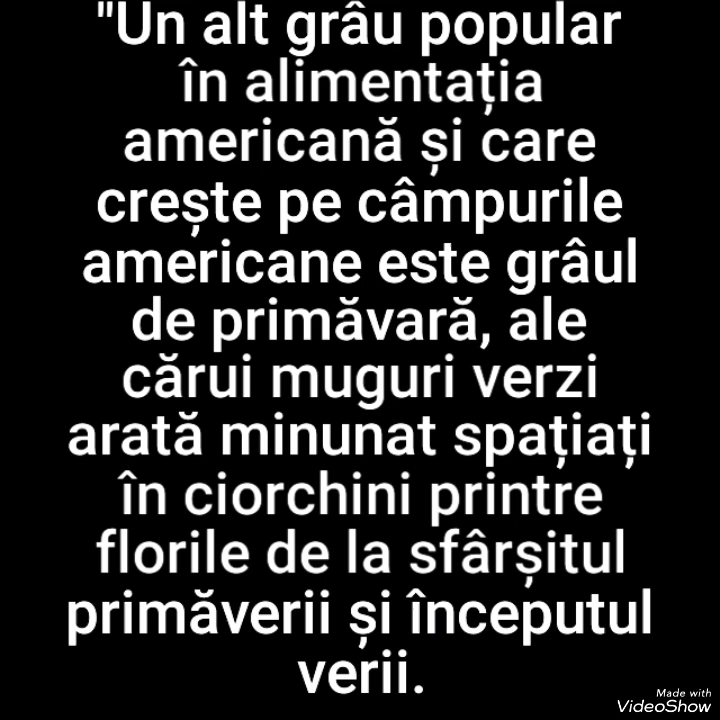 "Un alt grâu popular
în alimentația
americană și care
crește pe câmpurile
americane este grâul
de primăvară, ale
cărui muguri verzi
arată minunat spațiați
în ciorchini printre
florile de la sfârșitul
primăverii și începutul
verii.
Made with
VideoShow